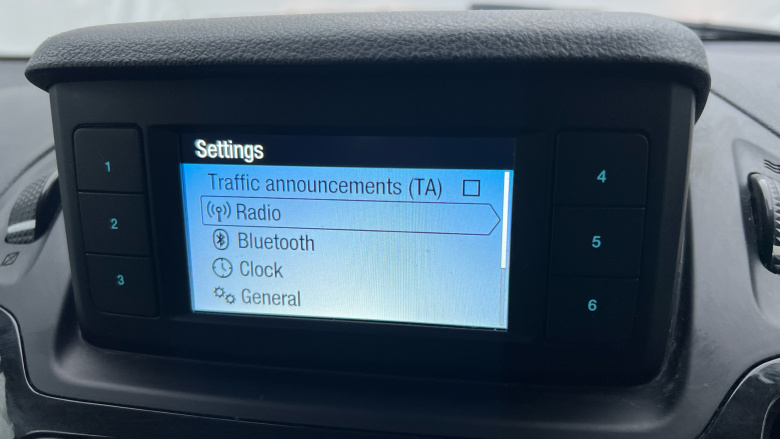 Settings
Traffic announcements (TA)
Radio
Bluetooth
Clock
General
1
2
3
4
5
6